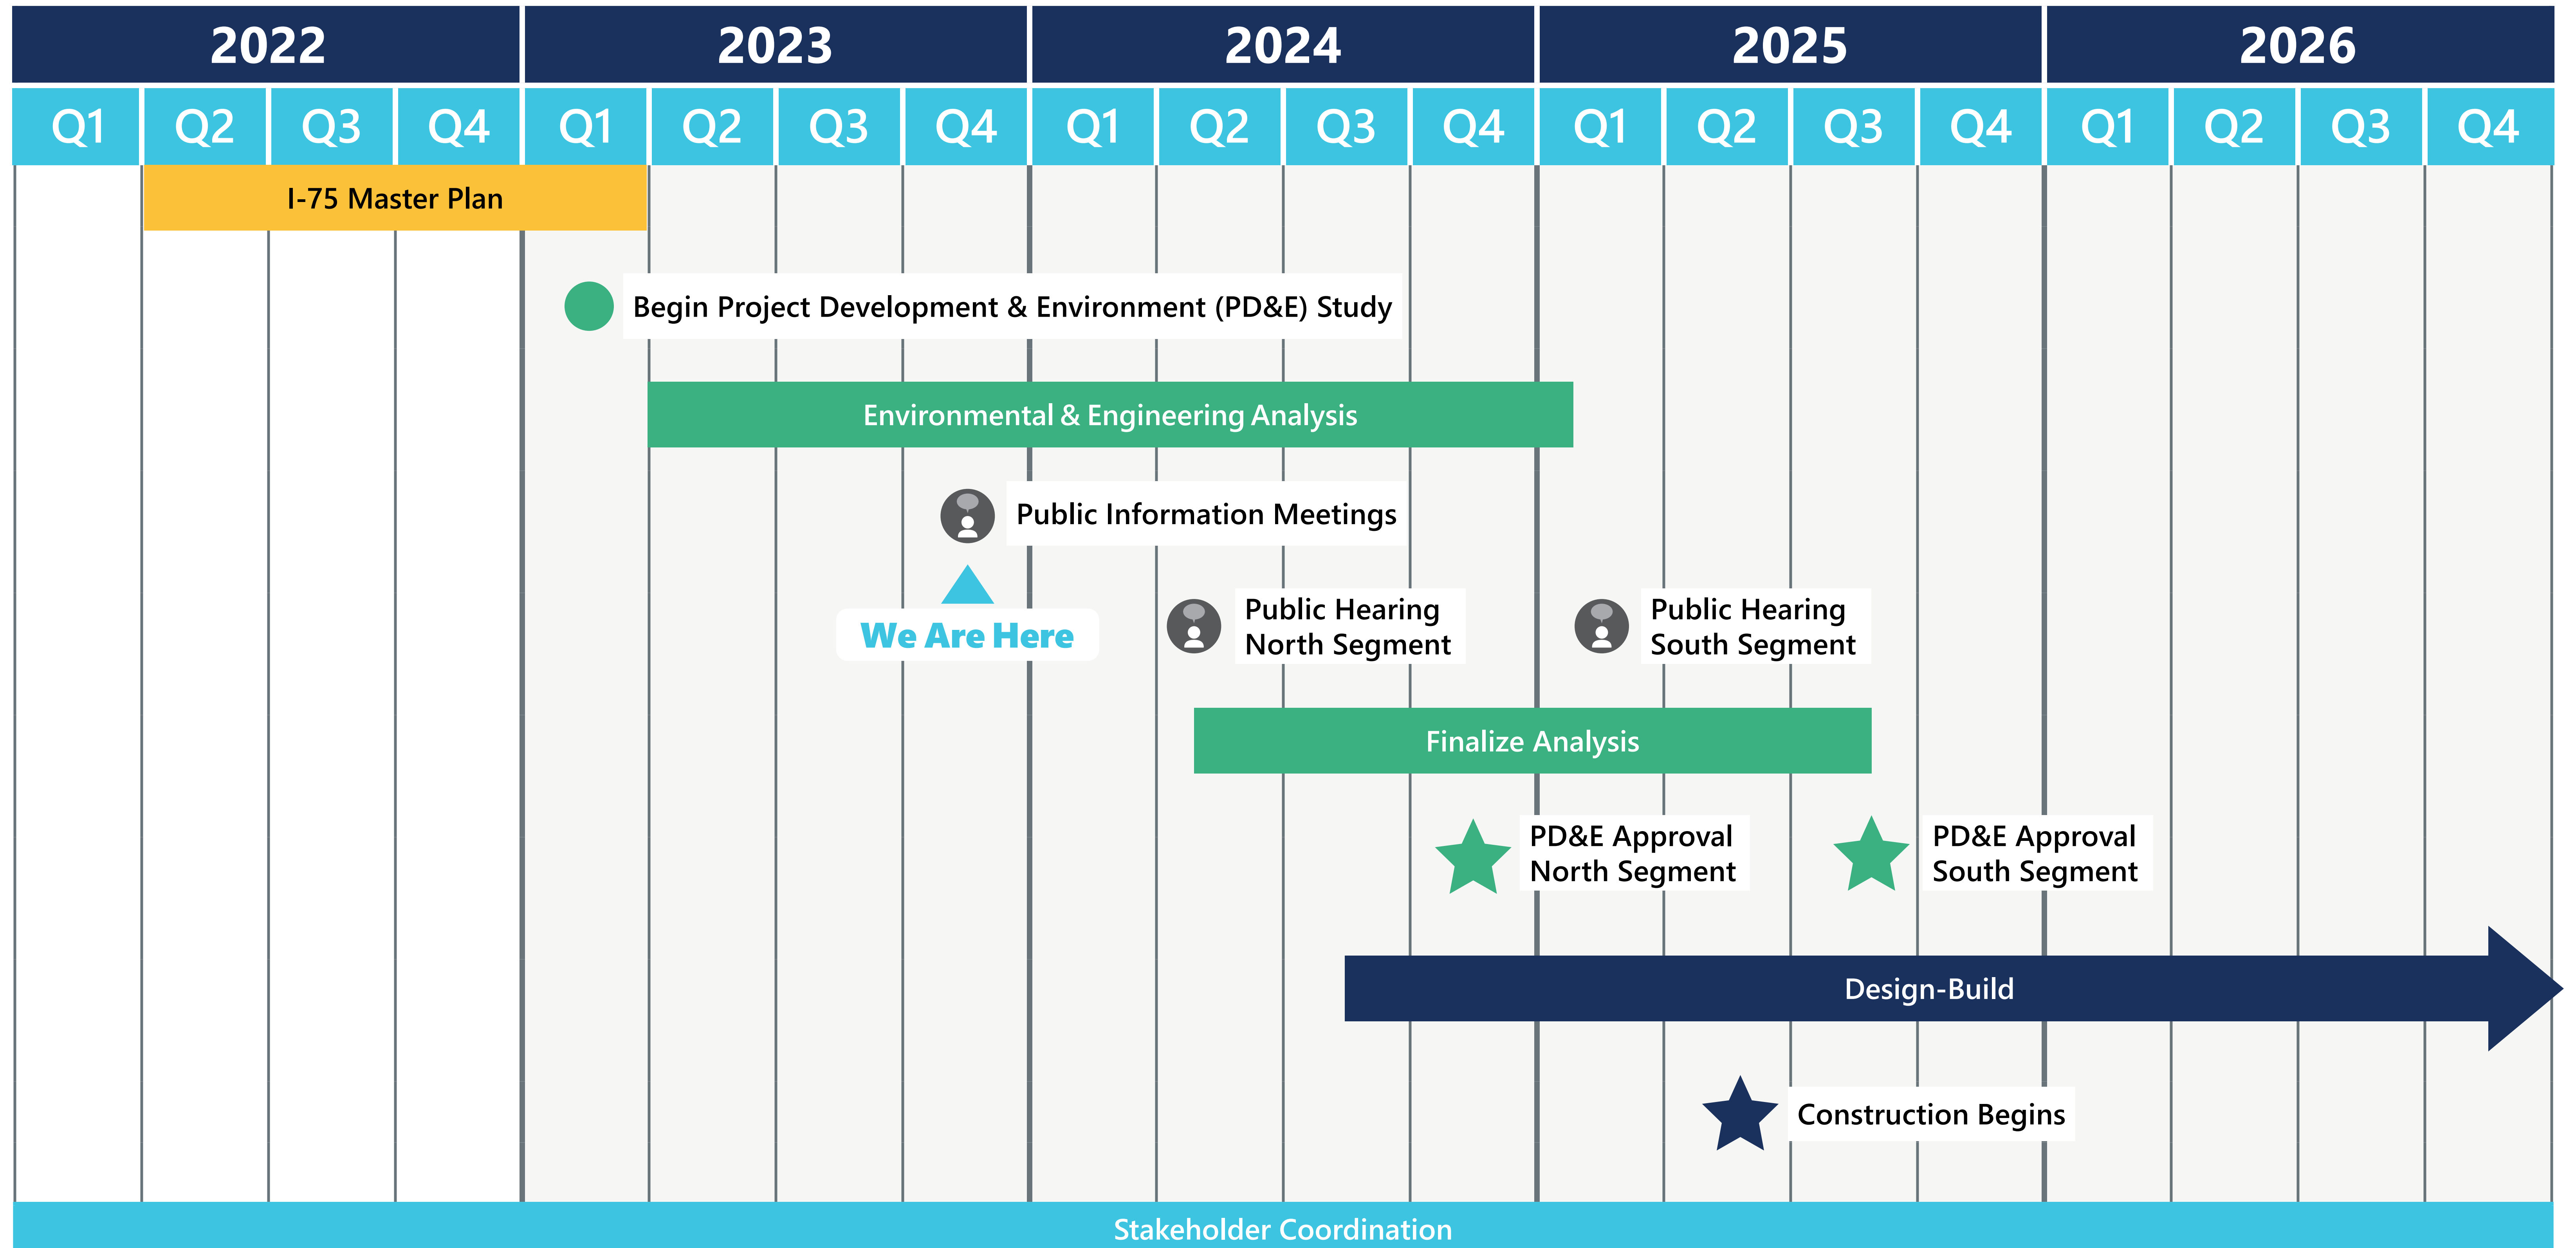 2022 2023 2024 2025 2026
Q1 Q2 Q3 Q4 Q1 Q2 Q3 Q4 Q1 Q2 Q3 Q4 Q1 Q2 Q3 Q4 Q1 Q2 Q3 Q4
I-75 Master Plan
Begin Project Development & Environment (PD&E) Study
Environmental & Engineering Analysis
Public Information Meetings
We Are Here
Public Hearing
North Segment
Public Hearing
South Segment
Finalize Analysis
PD&E Approval
North Segment
PD&E Approval
South Segment
Design-Build
Construction Begins
Stakeholder Coordination